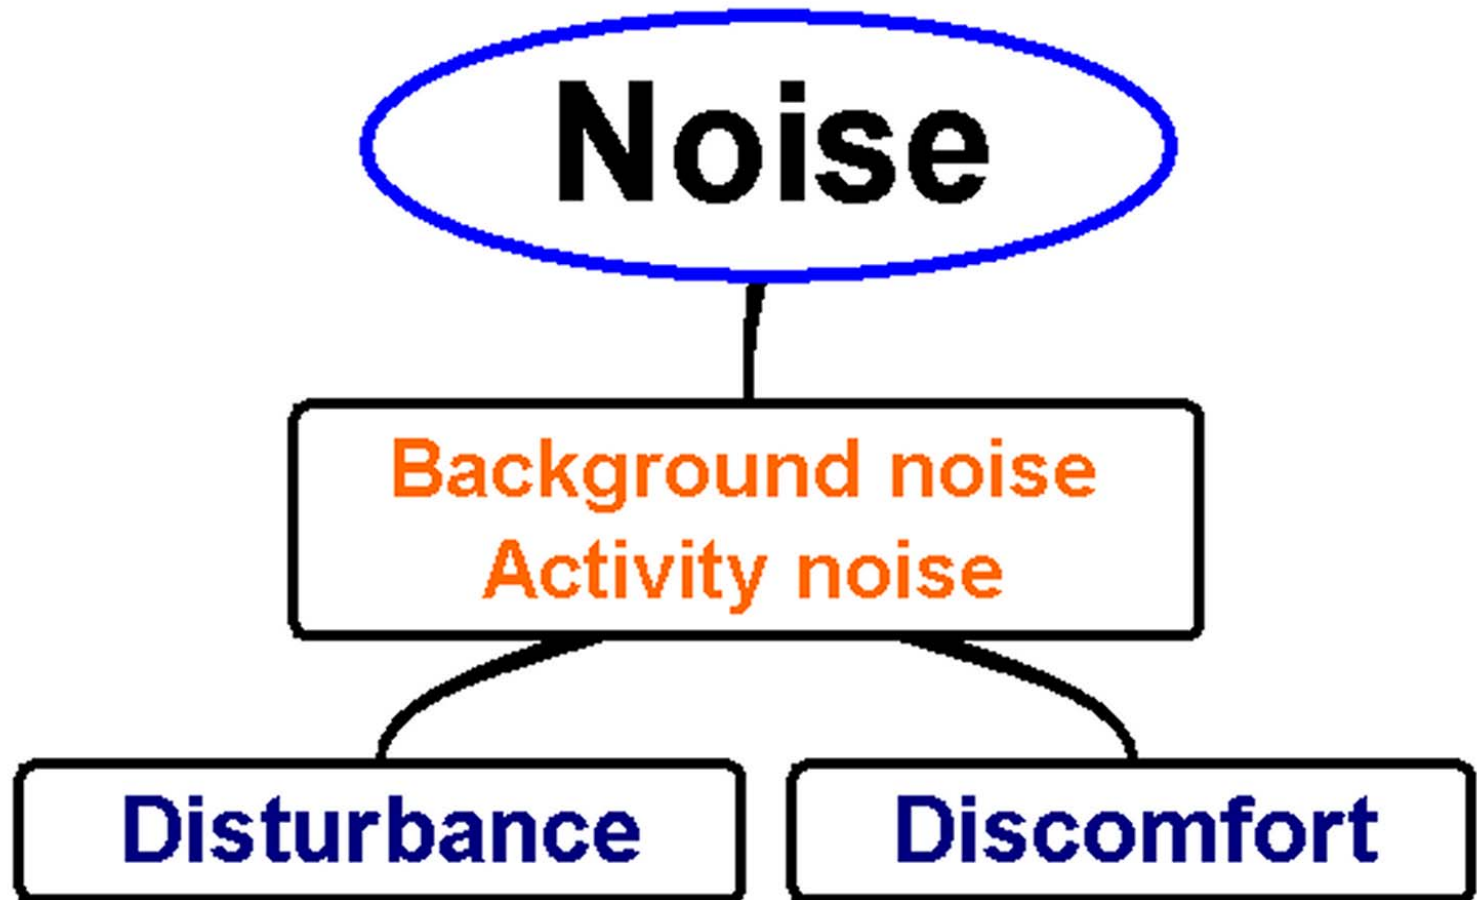 Noise
Background noise
Activity noise
Disturbance
Discomfort